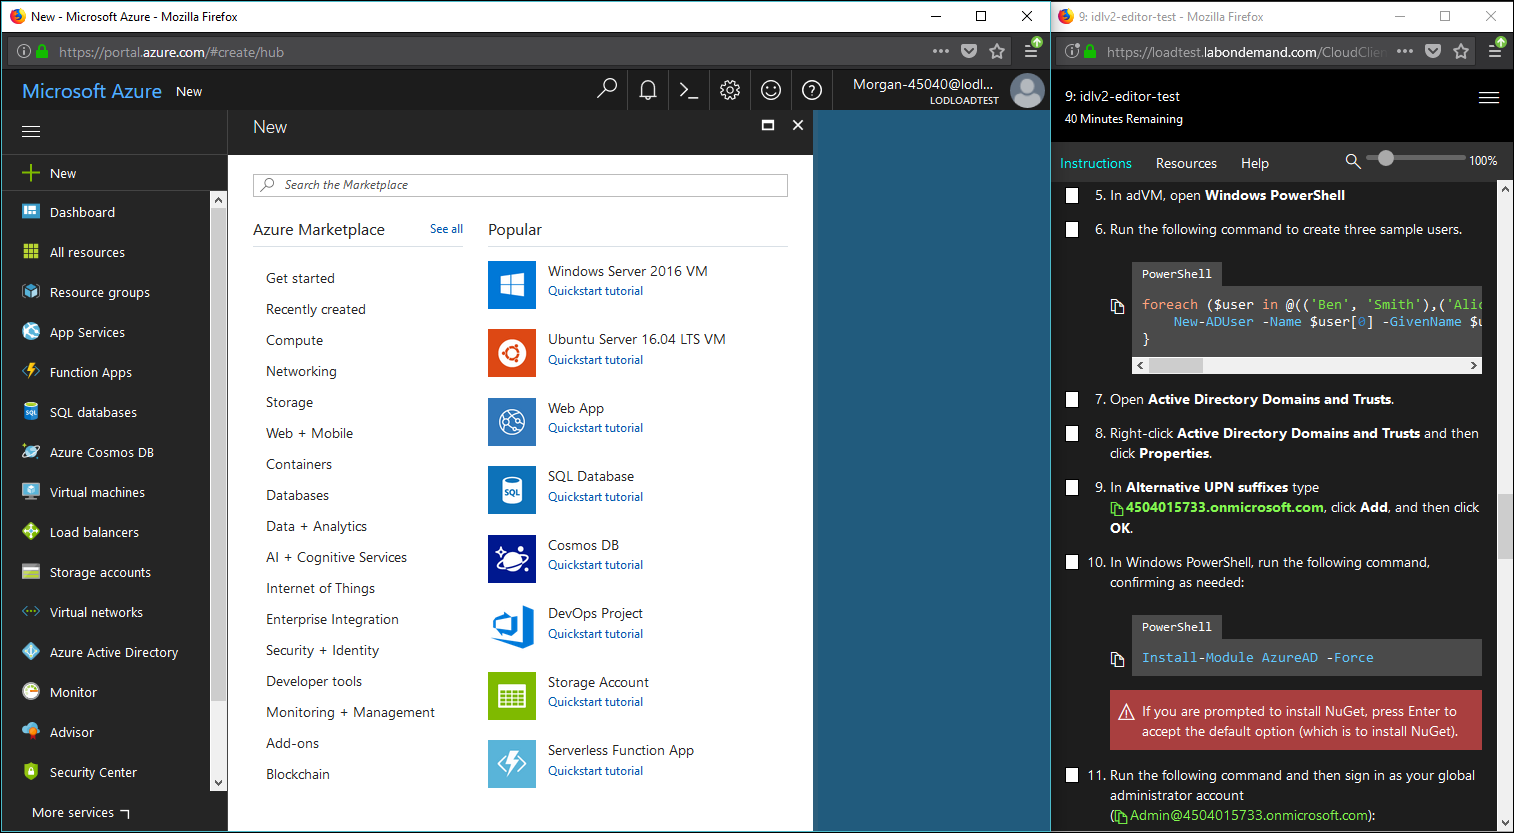 New - Microsoft Azure - Mozilla Firefox
https://portal.azure.com/#create/hub
Microsoft Azure New
Morgan-45040@lodl...
LODLOADTEST
New
Dashboard
All resources
Resource groups
App Services
Function Apps
SQL databases
Azure Cosmos DB
Virtual machines
Load balancers
Storage accounts
Virtual networks
Azure Active Directory
Monitor
Advisor
Security Center
More services
New
Search the Marketplace
Azure Marketplace
See all
Get started
Recently created
Compute
Networking
Storage
Web + Mobile
Containers
Databases
Data + Analytics
AI + Cognitive Services
Internet of Things
Enterprise Integration
Security + Identity
Developer tools
Monitoring + Management
Add-ons
Blockchain
Popular
Windows Server 2016 VM
Quickstart tutorial
Ubuntu Server 16.04 LTS VM
Quickstart tutorial
Web App
Quickstart tutorial
SQL
SQL Database
Quickstart tutorial
Cosmos DB
Quickstart tutorial
DevOps Project
Quickstart tutorial
Storage Account
Quickstart tutorial
Serverless Function App
Quickstart tutorial
9: idlv2-editor-test - Mozilla Firefox
https://loadtest.labondemand.com/CloudClien
9: idlv2-editor-test
40 Minutes Remaining
Instructions Resources Help
100%
5. In adVM, open Windows PowerShell
6. Run the following command to create three sample users.
PowerShell
foreach ($user in @(('Ben', 'Smith'),('Alic
New-ADUser -Name $user[0] -GivenName $u
}
7. Open Active Directory Domains and Trusts.
8. Right-click Active Directory Domains and Trusts and then
click Properties.
9. In Alternative UPN suffixes type
4504015733.onmicrosoft.com, click Add, and then click
OK.
10. In Windows PowerShell, run the following command,
confirming as needed:
PowerShell
Install-Module AzureAD -Force
If you are prompted to install NuGet, press Enter to
accept the default option (which is to install NuGet).
11. Run the following command and then sign in as your global
administrator account
(Admin@4504015733.onmicrosoft.com):